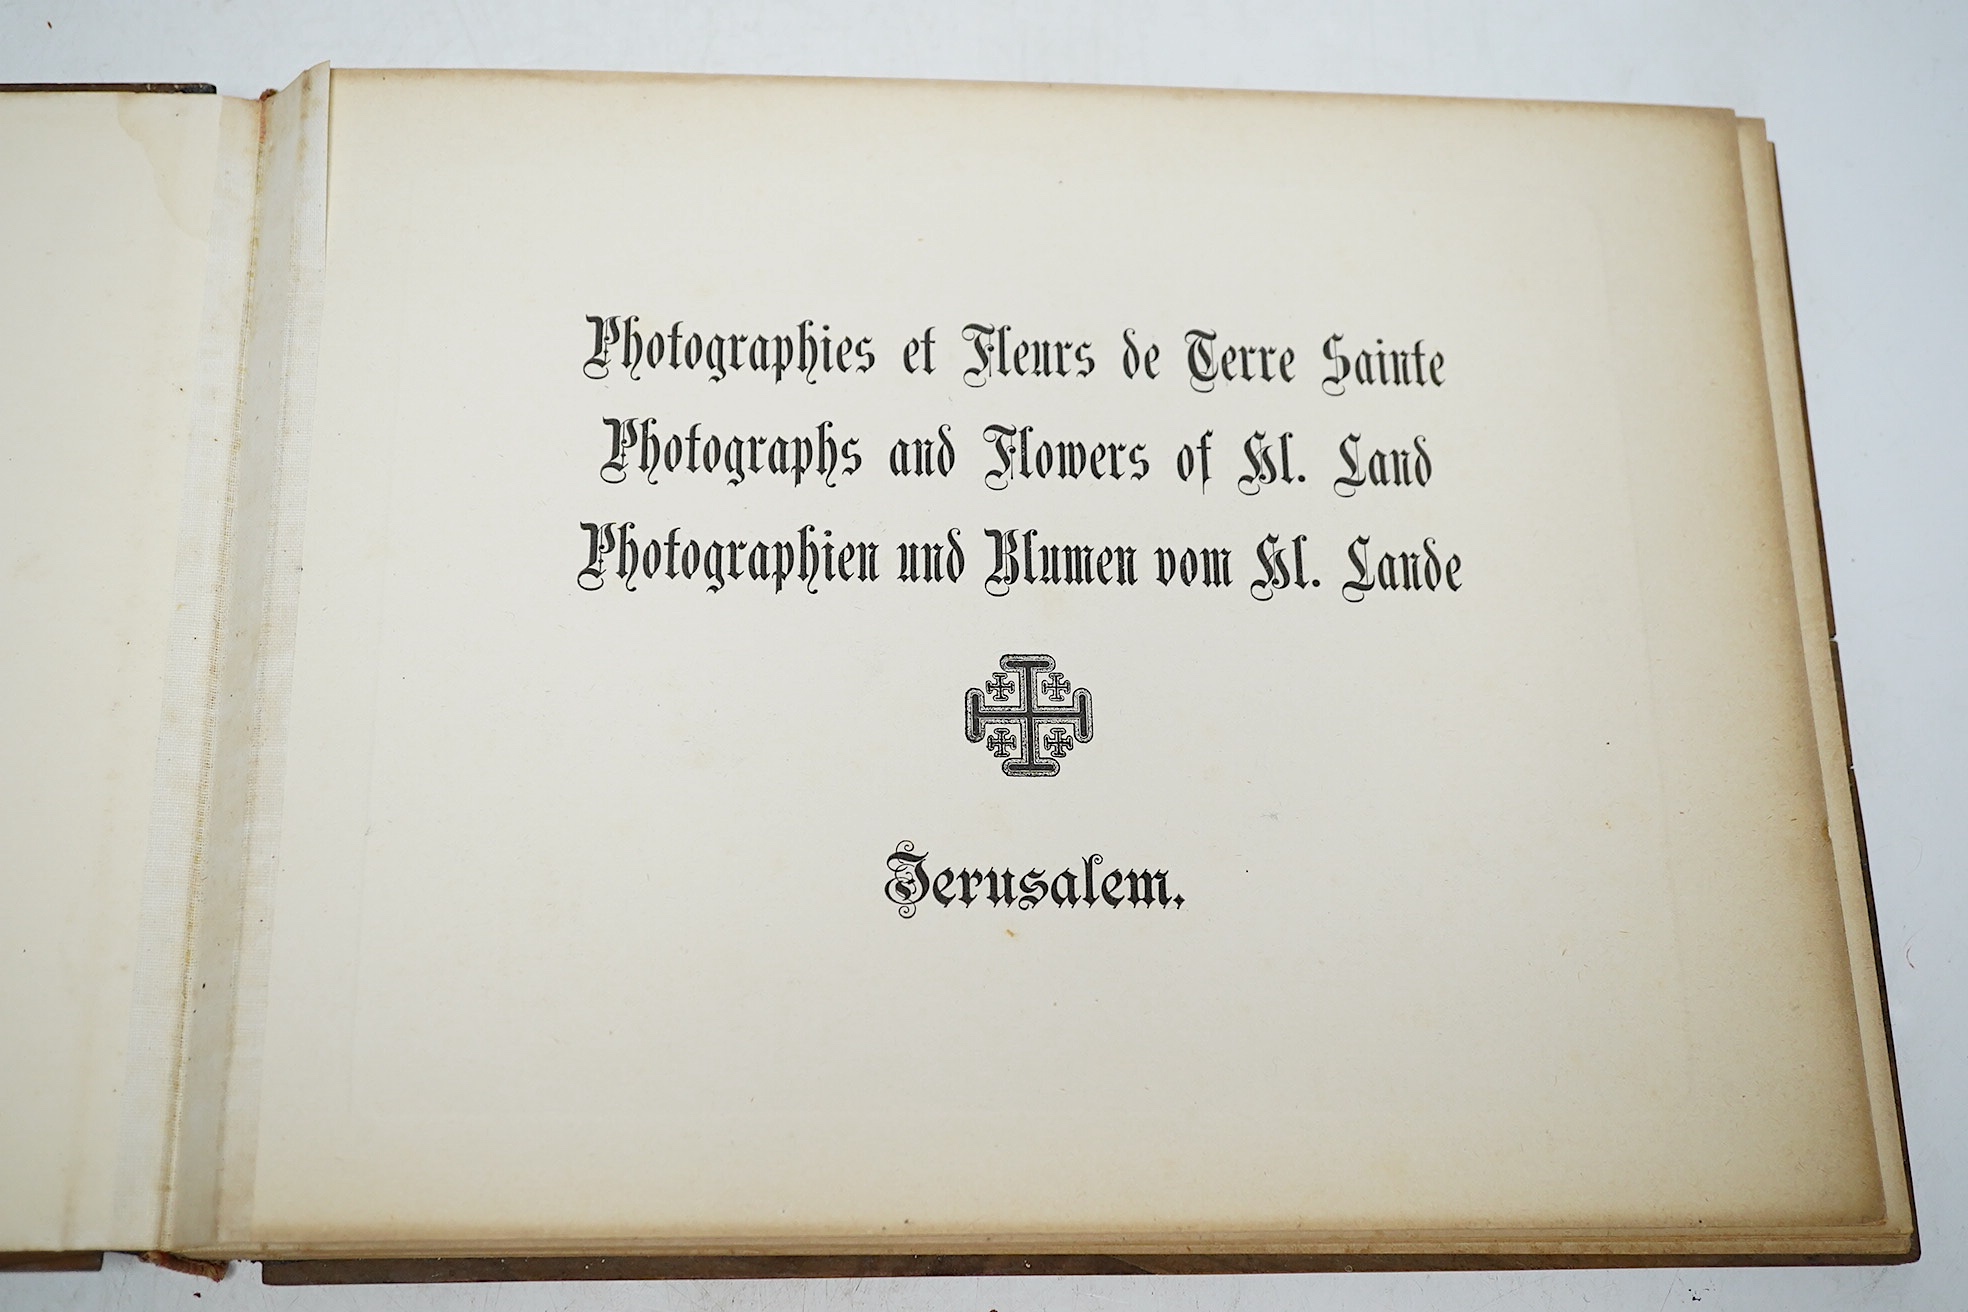 Photographies et Fleurs de Terre Sainte
Photographs and Flowers of Hl. Land
Photographien und Blumen vom Hl. Lande
Jerusalem.